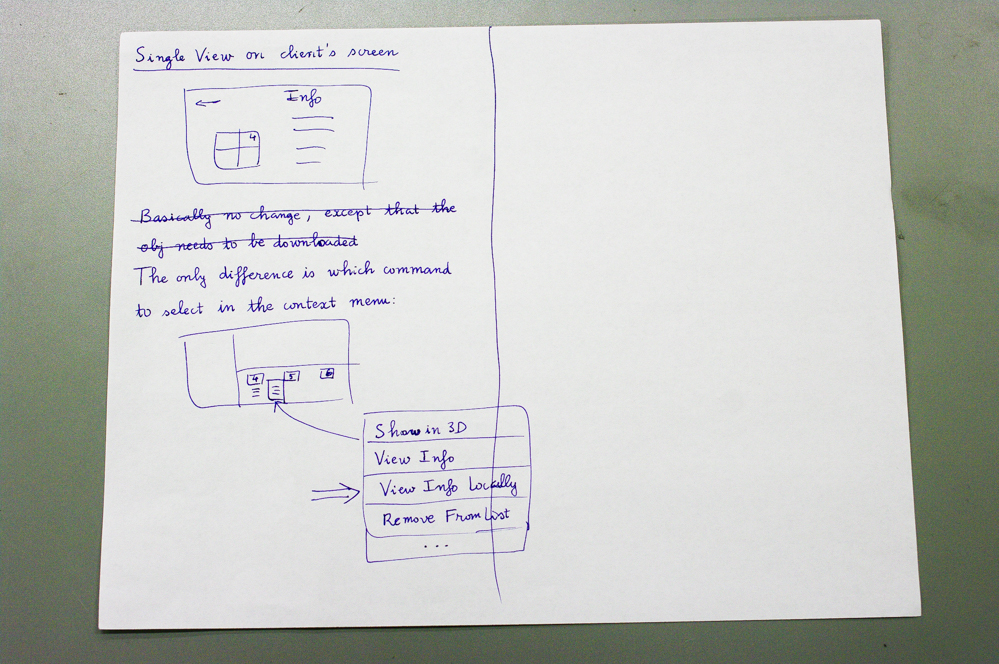 Single View on client's screen
Info
4
Basically no change, except that the
obj needs to be downloaded
The only difference is which command
to select in the context menu:
4 5 6
Show in 3D
View Info
View Info Locally
Remove From List
...